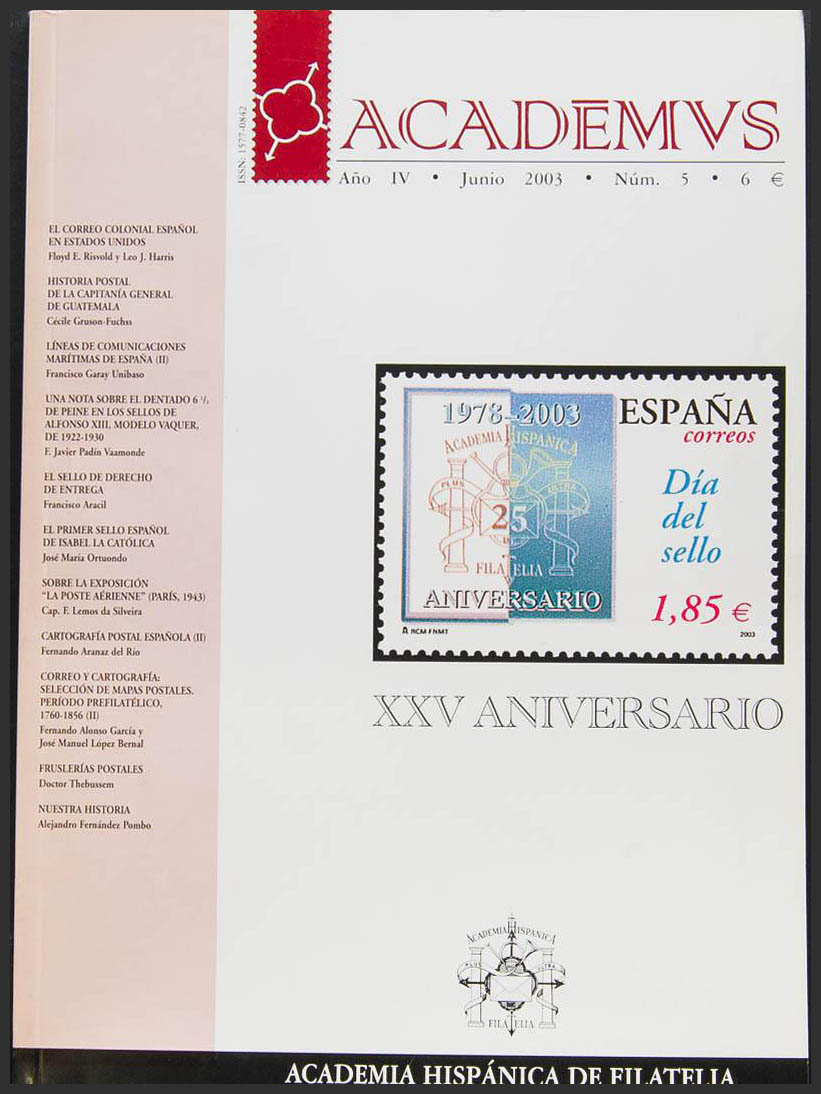 ISSN: 1577-0842
ACADEMVS
Año IV • Junio 2003 • Núm. 5 • 6 €
EL CORREO COLONIAL ESPAÑOL
EN ESTADOS UNIDOS
Floyd E. Risvold y Leo J. Harris
HISTORIA POSTAL
DE LA CAPITANÍA GENERAL
DE GUATEMALA
Cécile Gruson-Fuchss
LÍNEAS DE COMUNICACIONES
MARÍTIMAS DE ESPAÑA (II)
Francisco Garay Unibaso
UNA NOTA SOBRE EL DENTADO 6 1/2
DE PEINE EN LOS SELLOS DE
ALFONSO XIII, MODELO VAQUER,
DE 1922-1930
F. Javier Padín Vaamonde
EL SELLO DE DERECHO
DE ENTREGA
Francisco Aracil
EL PRIMER SELLO ESPAÑOL
DE ISABEL LA CATÓLICA
José María Ortuondo
SOBRE LA EXPOSICIÓN
“LA POSTE AÉRIENNE” (PARÍS, 1943)
Cap. F. Lemos da Silveira
CARTOGRAFÍA POSTAL ESPAÑOLA (II)
Fernando Aranaz del Río
CORREO Y CARTOGRAFÍA:
SELECCIÓN DE MAPAS POSTALES.
PERÍODO PREFILATÉLICO,
1760-1856 (II)
Fernando Alonso García y
José Manuel López Bernal
FRUSLERÍAS POSTALES
Doctor Thebussem
NUESTRA HISTORIA
Alejandro Fernández Pombo
1978-2003
ACADEMIA HISPANICA
PLUS ULTRA
25
FILATELIA
ANIVERSARIO
ESPAÑA
correos
Día
del
sello
1,85 €
RCM-FNMT
2003
XXV ANIVERSARIO
ACADEMIA HISPANICA
PLUS ULTRA
DE
FILATELIA
ACADEMIA HISPÁNICA DE FILATELIA